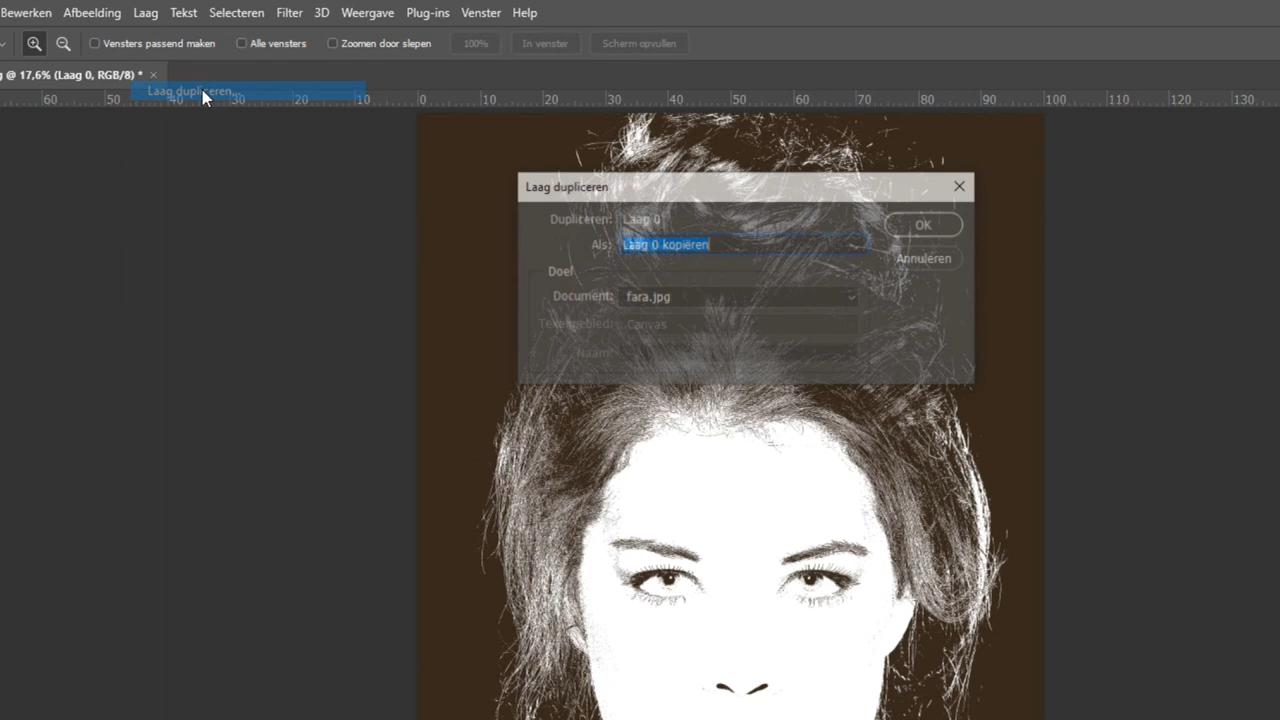 Bewerken Afbeelding Laag Tekst Selecteren Filter 3D Weergave Plug-ins Venster Help
Vensters passend maken Alle vensters Zoomen door slepen 100% In venster Scherm opvullen
g @ 17,6% (Laag 0, RGB/8) * ×
Laag dupliceren...
60 50 40 30 20 10 0 10 20 30 40 50 60 70 80 90 100 110 120 130
Laag dupliceren
Dupliceren: Laag 0
OK
Als: Laag 0 kopiëren
Annuleren
Doel
Document: fara.jpg
Tekengebied: Canvas
Naam: